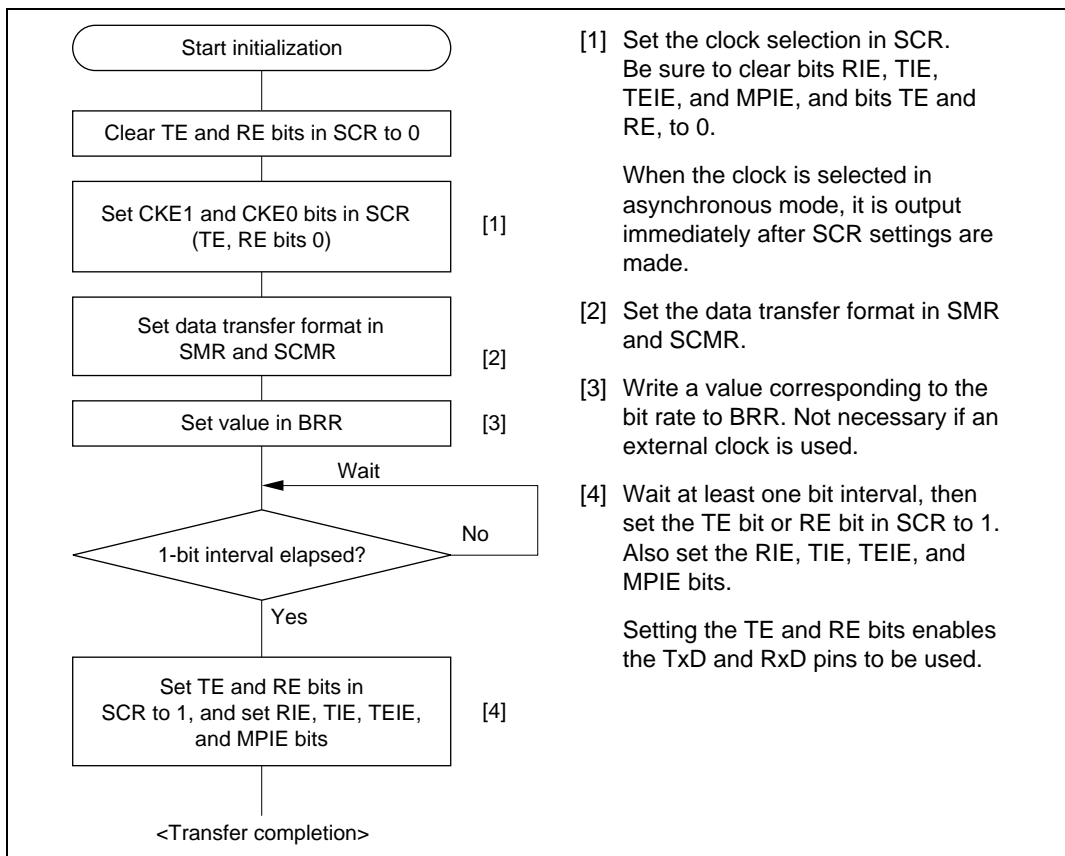 Start initialization
Clear TE and RE bits in SCR to 0
Set CKE1 and CKE0 bits in SCR
(TE, RE bits 0)
[1]
Set data transfer format in
SMR and SCMR
[2]
Set value in BRR
[3]
Wait
1-bit interval elapsed?
No
Yes
Set TE and RE bits in
SCR to 1, and set RIE, TIE, TEIE,
and MPIE bits
[4]
<Transfer completion>
[1] Set the clock selection in SCR.
Be sure to clear bits RIE, TIE,
TEIE, and MPIE, and bits TE and
RE, to 0.
When the clock is selected in
asynchronous mode, it is output
immediately after SCR settings are
made.
[2] Set the data transfer format in SMR
and SCMR.
[3] Write a value corresponding to the
bit rate to BRR. Not necessary if an
external clock is used.
[4] Wait at least one bit interval, then
set the TE bit or RE bit in SCR to 1.
Also set the RIE, TIE, TEIE, and
MPIE bits.
Setting the TE and RE bits enables
the TxD and RxD pins to be used.